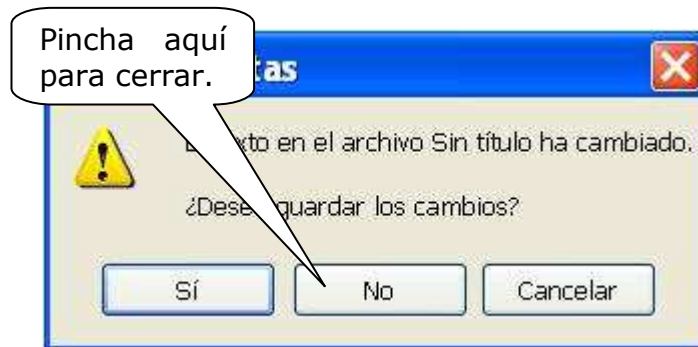 Pincha aquí
para cerrar.
tas
xto en el archivo Sin título ha cambiado.
¿Dese guardar los cambios?
Sí
No
Cancelar